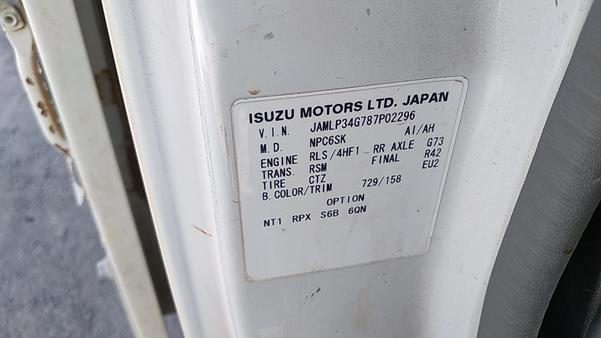 ISUZU MOTORS LTD. JAPAN
V.I.N. JAMLP34G787P02296
M.D. NPC6SK AI/AH
ENGINE RLS/4HF1 RR AXLE G73
TRANS. RSM FINAL R42
TIRE CTZ EU2
B.COLOR/TRIM 729/158
OPTION
NT1 RPX S6B 6QN